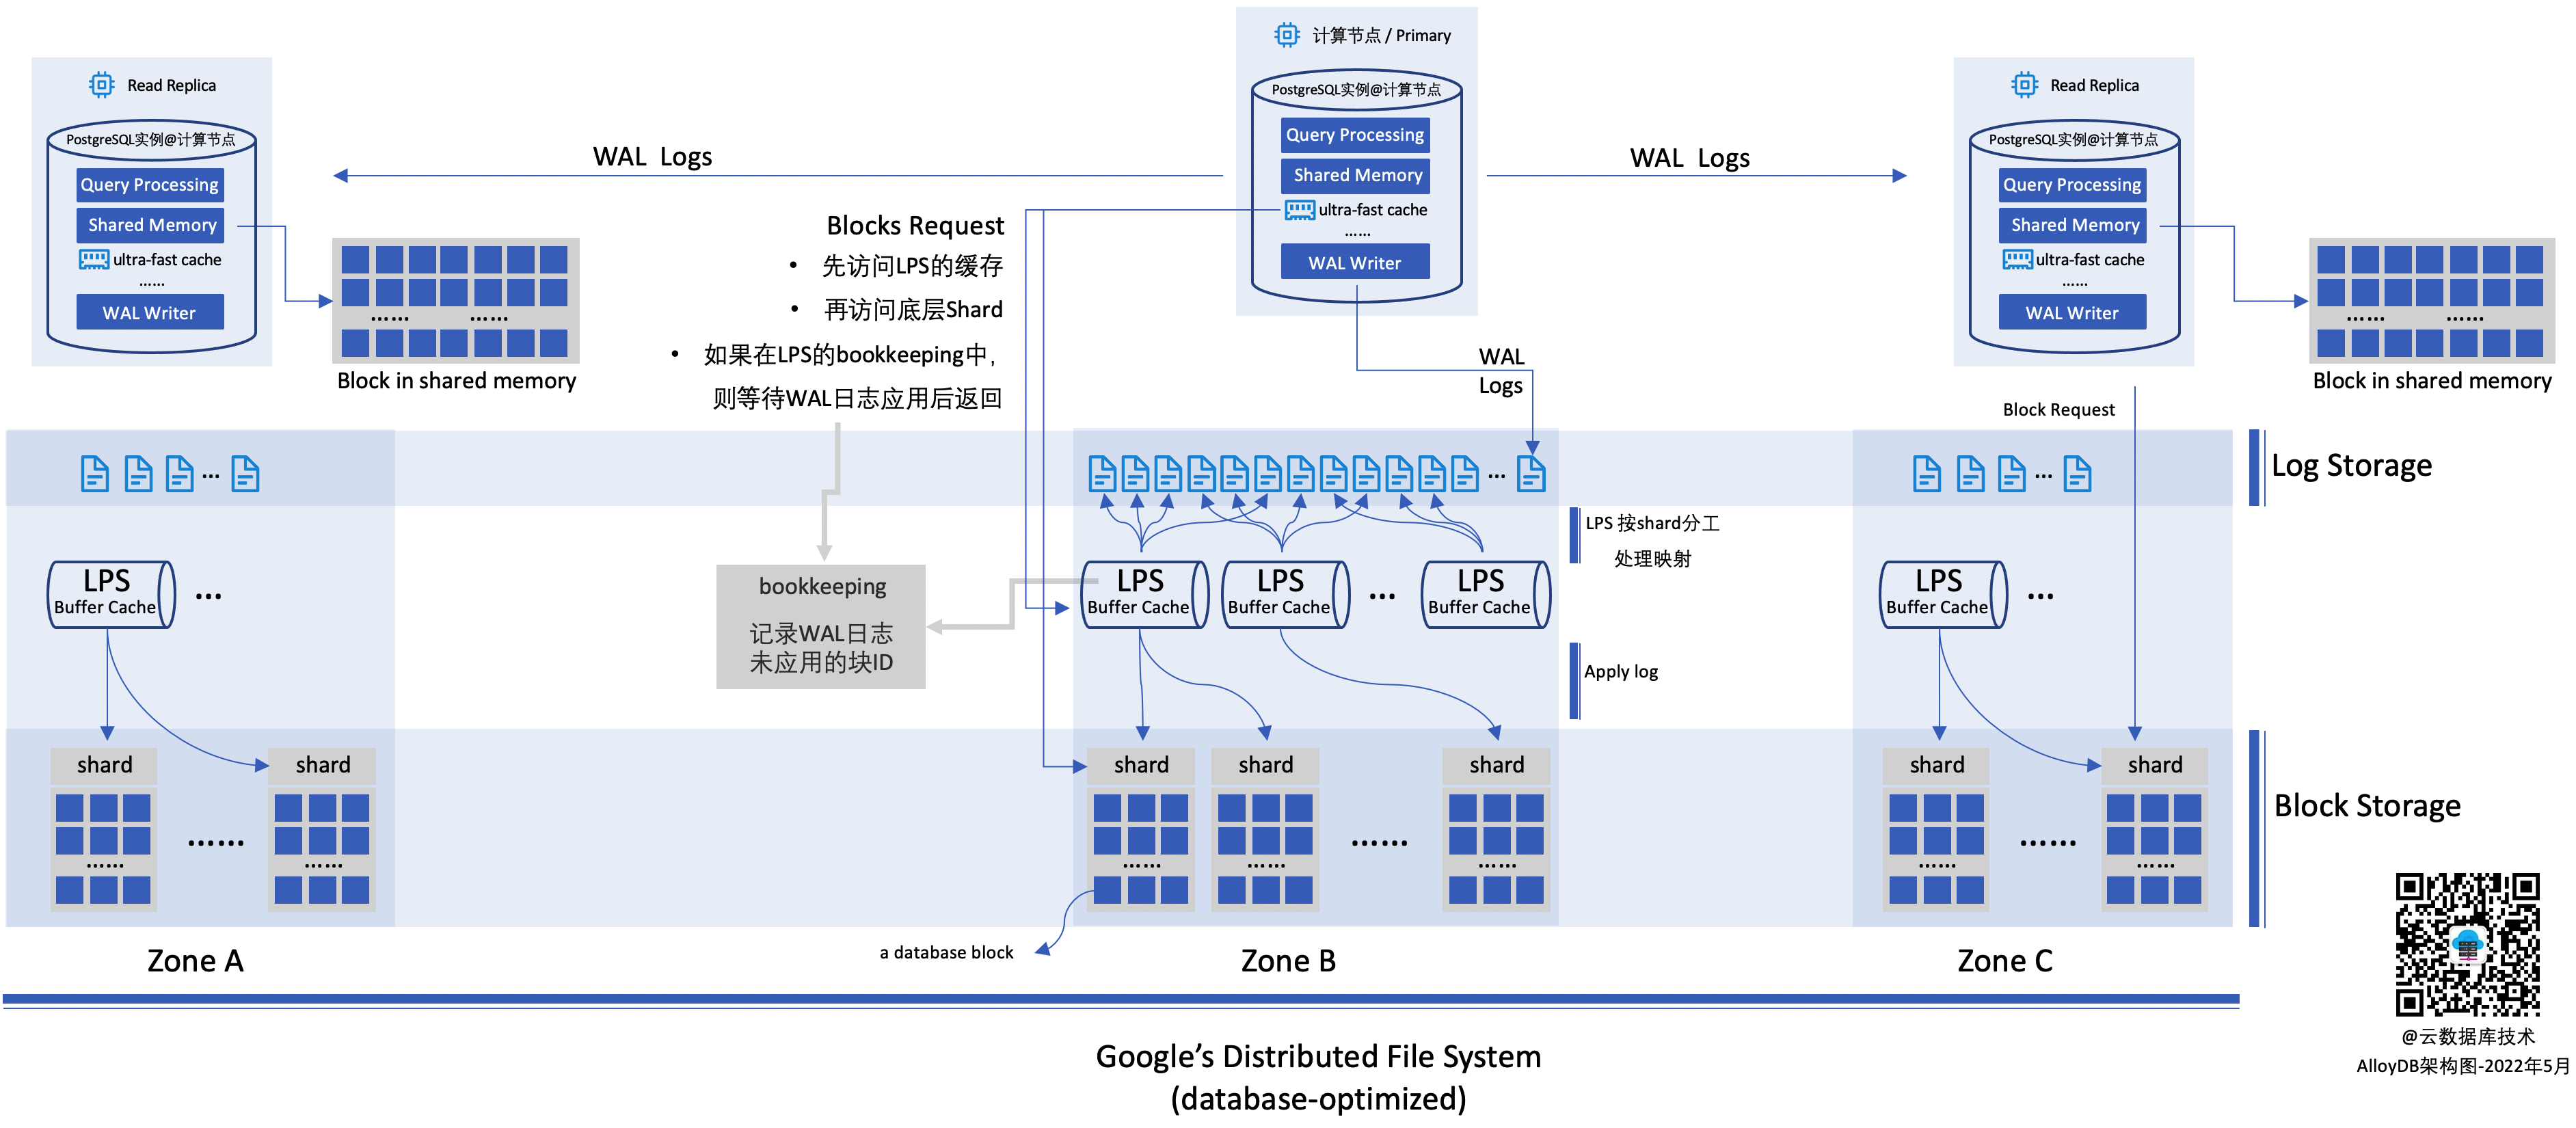 计算节点 / Primary
PostgreSQL实例@计算节点
Query Processing
Shared Memory
ultra-fast cache
......
WAL Writer
Read Replica
PostgreSQL实例@计算节点
Query Processing
Shared Memory
ultra-fast cache
......
WAL Writer
Read Replica
PostgreSQL实例@计算节点
Query Processing
Shared Memory
ultra-fast cache
......
WAL Writer
WAL Logs
WAL Logs
Blocks Request
• 先访问LPS的缓存
• 再访问底层Shard
• 如果在LPS的bookkeeping中，
则等待WAL日志应用后返回
...... ......
Block in shared memory
...... ......
Block in shared memory
WAL
Logs
Block Request
...
...
...
Log Storage
LPS 按shard分工
处理映射
LPS
Buffer Cache
...
bookkeeping
记录WAL日志
未应用的块ID
LPS
Buffer Cache
LPS
Buffer Cache
...
LPS
Buffer Cache
LPS
Buffer Cache
...
Apply log
shard
......
......
shard
......
shard
......
shard
......
......
shard
......
shard
......
......
shard
......
Block Storage
a database block
Zone A
Zone B
Zone C
Google’s Distributed File System
(database-optimized)
@云数据库技术
AlloyDB架构图-2022年5月